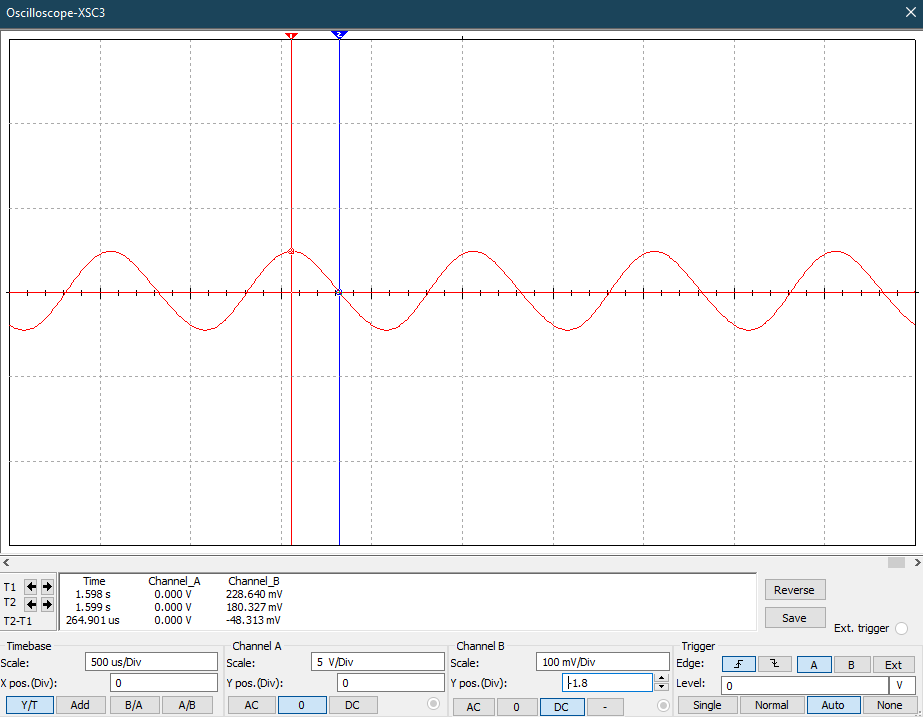 Oscilloscope-XSC3
1 2
Time Channel_A Channel_B
T1 1.598 s 0.000 V 228.640 mV
T2 1.599 s 0.000 V 180.327 mV
T2-T1 264.901 us 0.000 V -48.313 mV
Reverse
Save
Ext. trigger
Timebase
Scale: 500 us/Div
X pos.(Div): 0
Y/T Add B/A A/B
Channel A
Scale: 5 V/Div
Y pos.(Div): 0
AC 0 DC
Channel B
Scale: 100 mV/Div
Y pos.(Div): -1.8
AC 0 DC -
Trigger
Edge: A B Ext
Level: 0 V
Single Normal Auto None